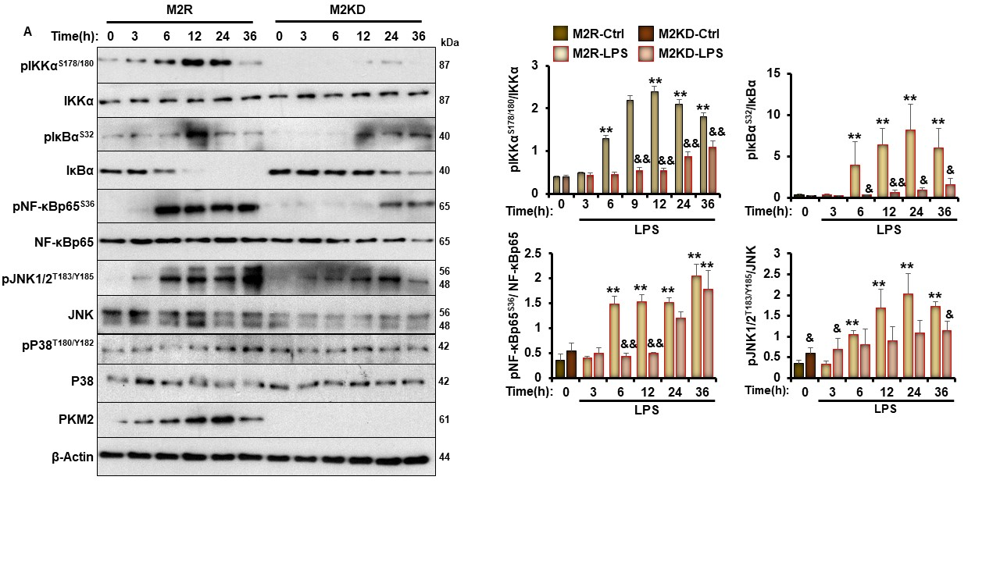 M2R M2KD
A Time(h): 0 3 6 12 24 36 0 3 6 12 24 36 kDa
pIKKα^S178/180 87
IKKα 87
pIκBα^S32 40
IκBα 40
pNF-κBp65^S36 65
NF-κBp65 65
pJNK1/2^T183/Y185 56 48
JNK 56 48
pP38^T180/Y182 42
P38 42
PKM2 61
β-Actin 44
M2R-Ctrl M2KD-Ctrl
M2R-LPS M2KD-LPS
pIKKα^S178/180/IKKα
3
2
1
0
** ** ** **
&& && && &&
Time(h): 0 3 6 9 12 24 36
LPS
pIκBα^S32/IκBα
15
10
5
0
** ** ** **
& && & &
Time(h): 0 3 6 12 24 36
LPS
pNF-κBp65^S36/ NF-κBp65
2.5
2
1.5
1
0.5
0
** ** ** ** **
&& &&
Time(h): 0 3 6 12 24 36
LPS
pJNK1/2^T183/Y185/JNK
3
2.5
2
1.5
1
0.5
0
& & ** ** ** ** &
Time(h): 0 3 6 12 24 36
LPS